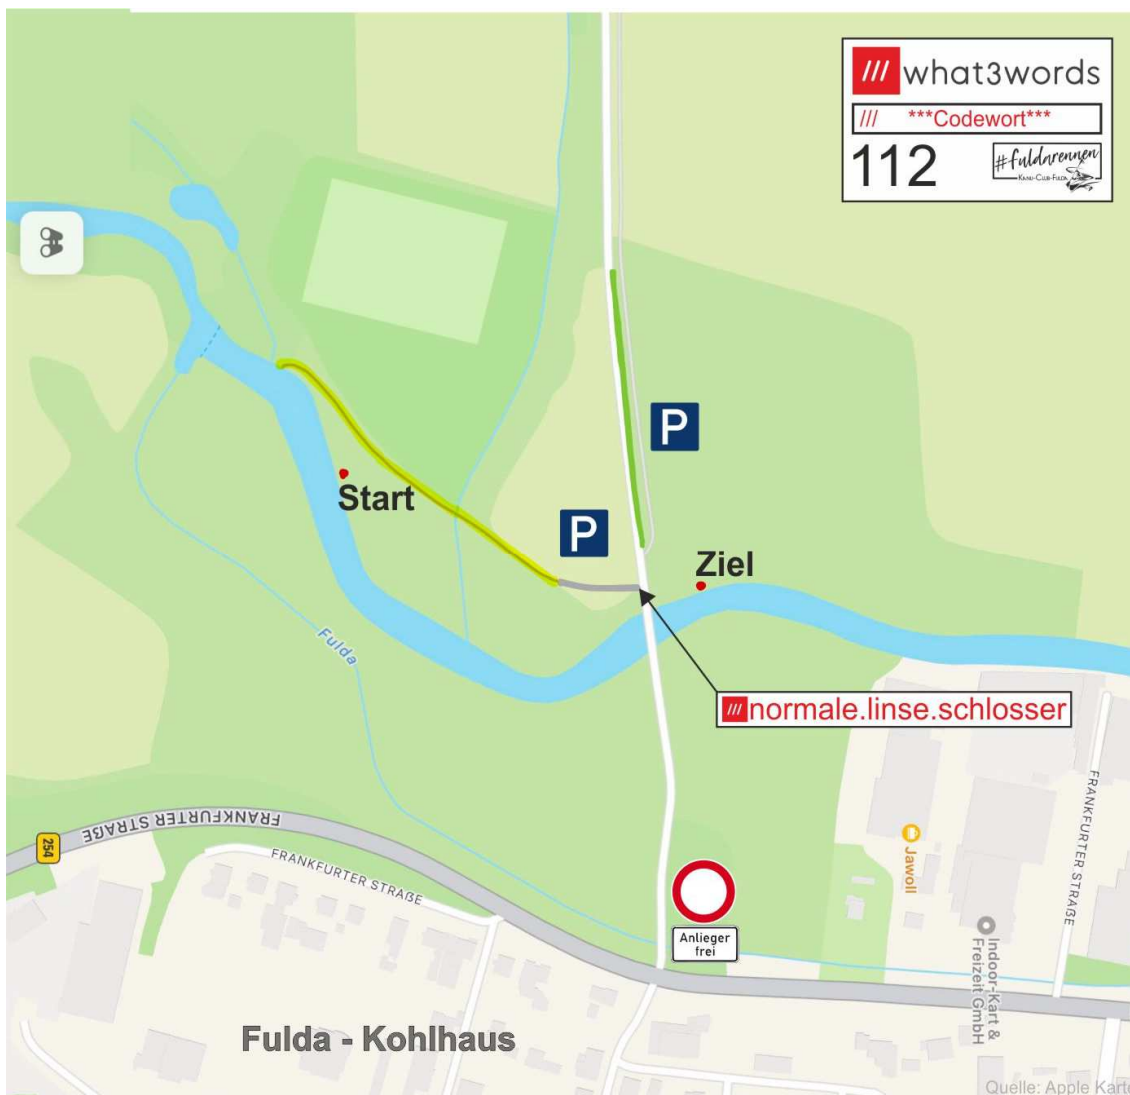 /// what3words
/// ***Codewort***
112
#fuldarennen
KANU-CLUB-FULDA
P
Start
P
Ziel
Fulda
/// normale.linse.schlosser
FRANKFURTER STRAßE
254
FRANKFURTER STRAßE
FRANKFURTER STRAßE
Jawoll
Anlieger
frei
Indoor-Kart &
Freizeit GmbH
Fulda - Kohlhaus
Quelle: Apple Karte